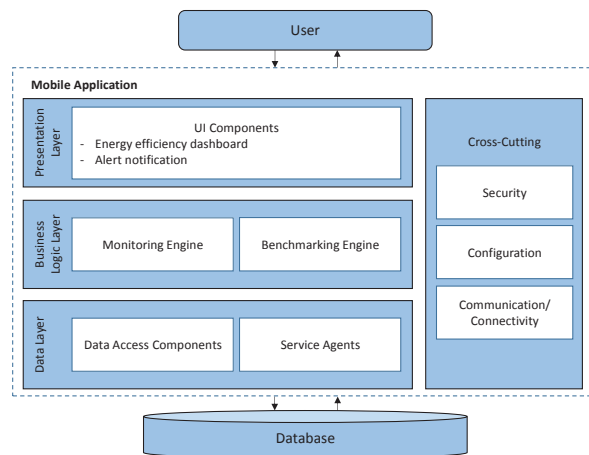 User
Mobile Application
Presentation
Layer
UI Components
- Energy efficiency dashboard
- Alert notification
Business
Logic Layer
Monitoring Engine
Benchmarking Engine
Data Layer
Data Access Components
Service Agents
Cross-Cutting
Security
Configuration
Communication/
Connectivity
Database